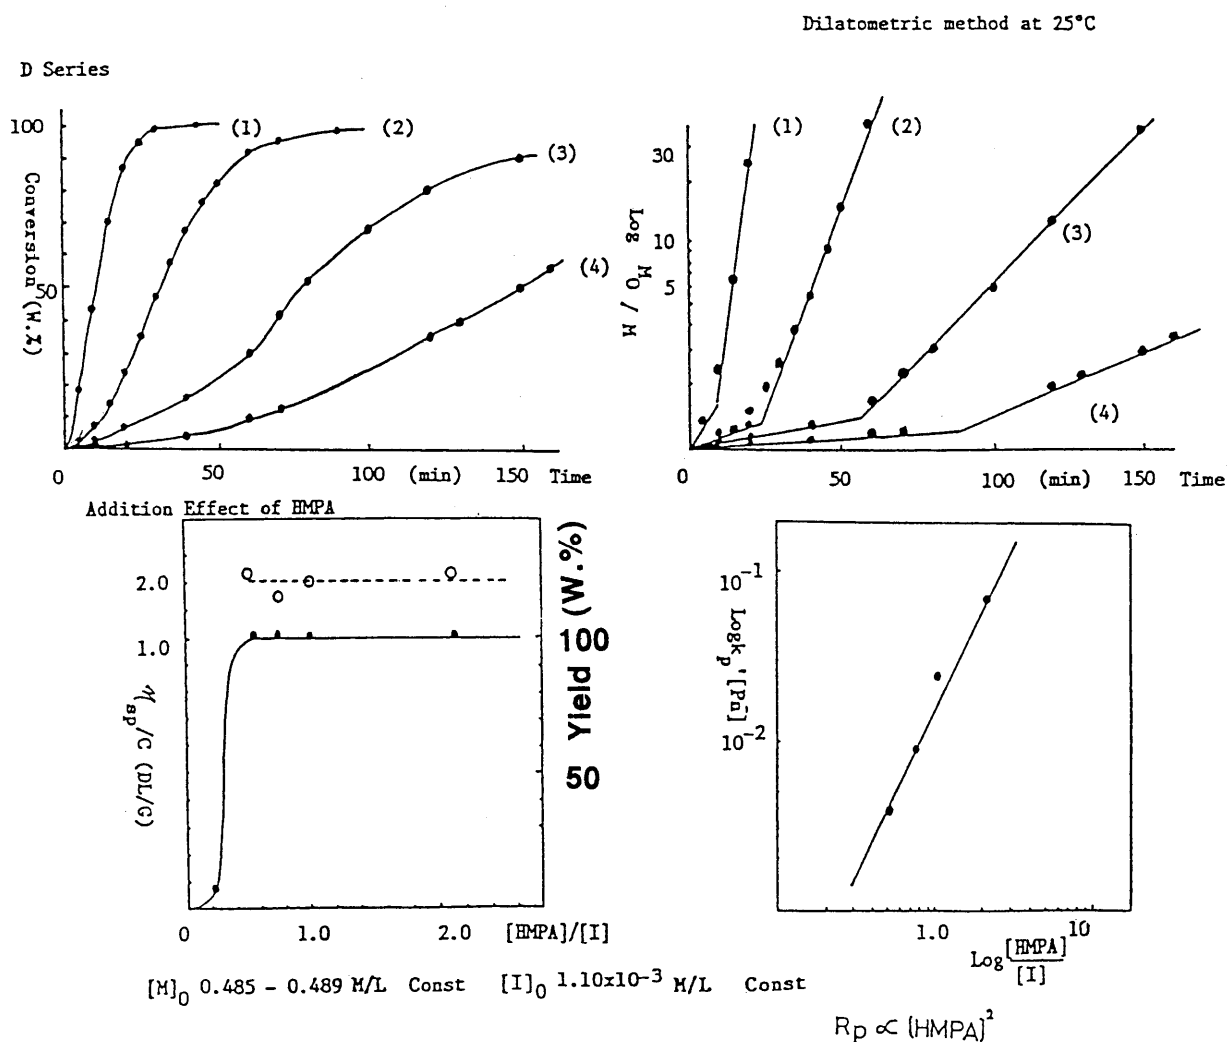 Dilatometric method at 25°C
D Series
100
50
Conversion (W.%)
(1)
(2)
(3)
(4)
0 50 100 (min) 150 Time
30
10
5
Log M0 / M
(1)
(2)
(3)
(4)
0 50 100 (min) 150 Time
Addition Effect of HMPA
2.0
1.0
ηsp/C (DL/G)
100
50
Yield (W.%)
0 1.0 2.0 [HMPA]/[I]
10-1
10-2
Log kp'[Pn-]
1.0 10
Log [HMPA]
[I]
[M]0 0.485 - 0.489 M/L Const [I]0 1.10x10-3 M/L Const
Rp ∝ [HMPA]2